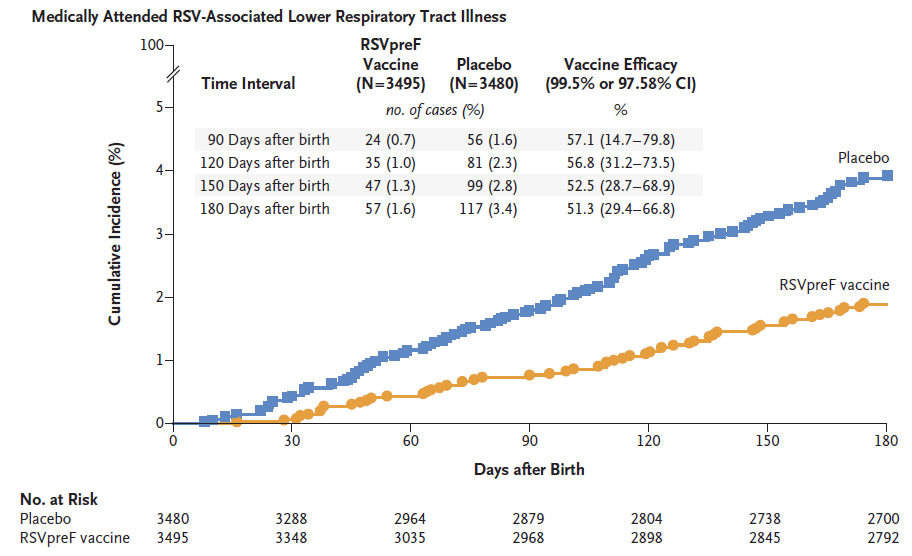 Medically Attended RSV-Associated Lower Respiratory Tract Illness
Cumulative Incidence (%)
100
5
4
3
2
1
0
Time Interval RSVpreF Vaccine (N=3495) Placebo (N=3480) Vaccine Efficacy (99.5% or 97.58% CI)
no. of cases (%) %
90 Days after birth 24 (0.7) 56 (1.6) 57.1 (14.7–79.8)
120 Days after birth 35 (1.0) 81 (2.3) 56.8 (31.2–73.5)
150 Days after birth 47 (1.3) 99 (2.8) 52.5 (28.7–68.9)
180 Days after birth 57 (1.6) 117 (3.4) 51.3 (29.4–66.8)
Placebo
RSVpreF vaccine
0 30 60 90 120 150 180
Days after Birth
No. at Risk
Placebo 3480 3288 2964 2879 2804 2738 2700
RSVpreF vaccine 3495 3348 3035 2968 2898 2845 2792